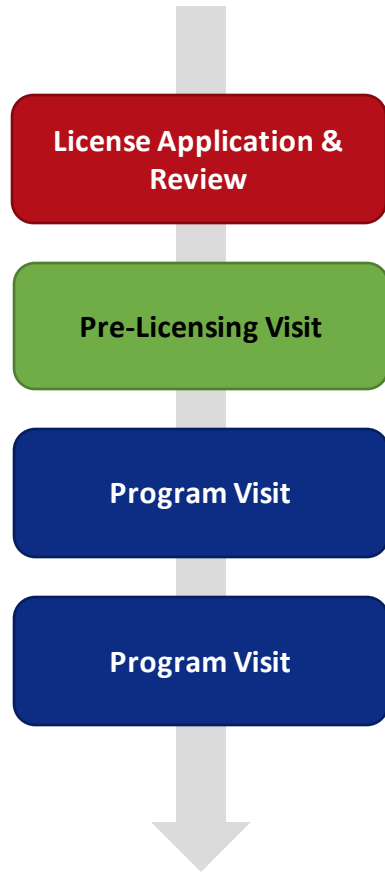 License Application &
Review
Pre-Licensing Visit
Program Visit
Program Visit